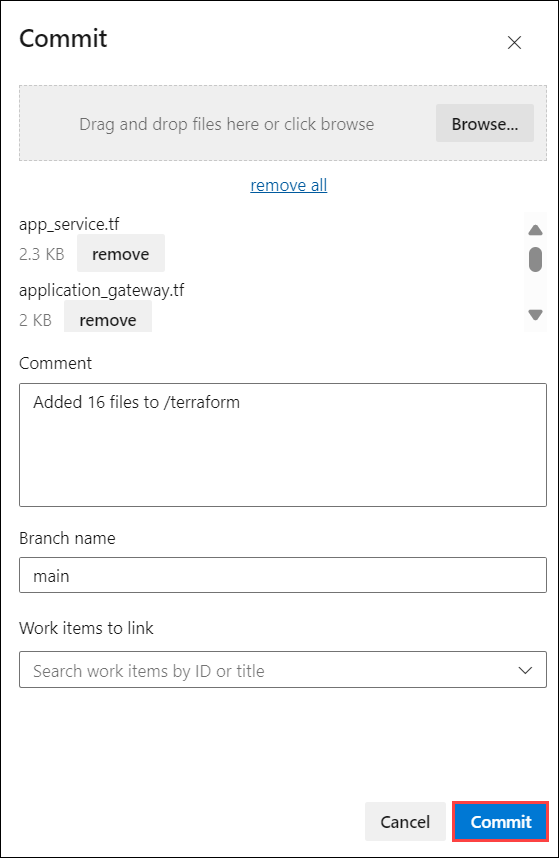 Commit
Drag and drop files here or click browse
Browse...
remove all
app_service.tf
2.3 KB remove
application_gateway.tf
2 KB remove
Comment
Added 16 files to /terraform
Branch name
main
Work items to link
Search work items by ID or title
Cancel Commit